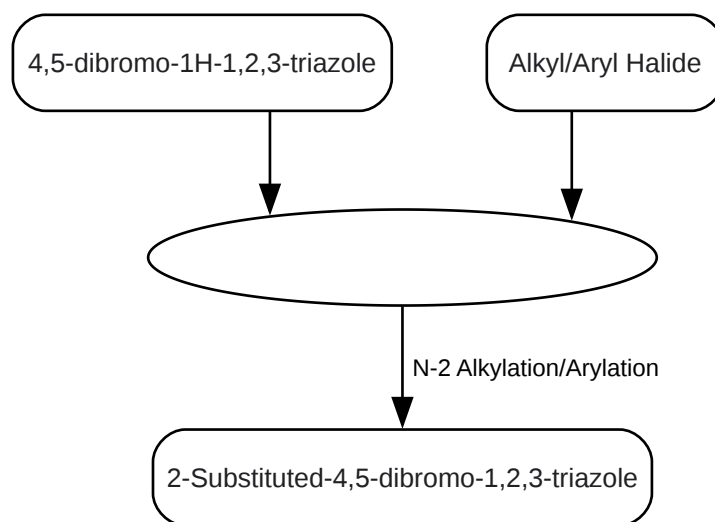 4,5-dibromo-1H-1,2,3-triazole
Alkyl/Aryl Halide
N-2 Alkylation/Arylation
2-Substituted-4,5-dibromo-1,2,3-triazole